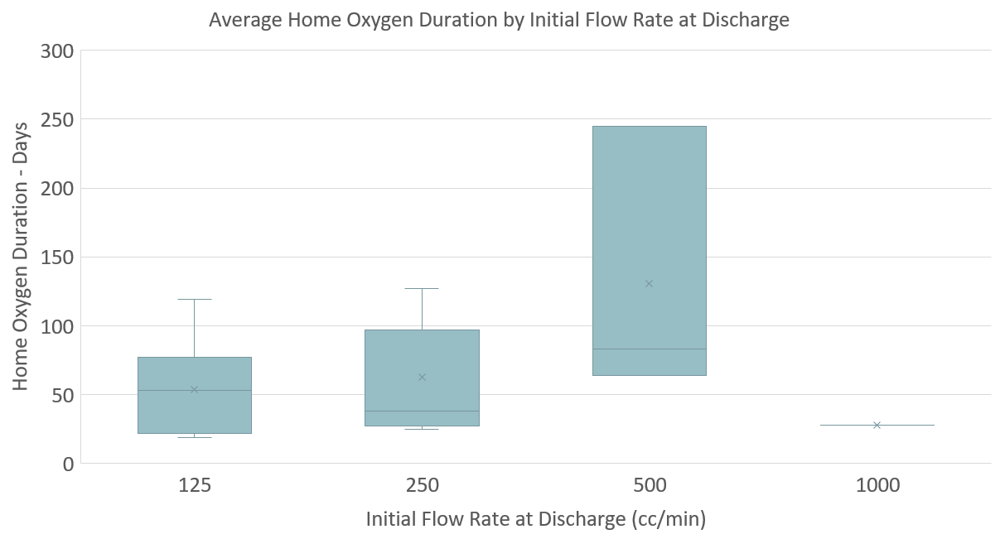 Average Home Oxygen Duration by Initial Flow Rate at Discharge
300
250
200
150
100
50
0
Home Oxygen Duration - Days
125 250 500 1000
Initial Flow Rate at Discharge (cc/min)